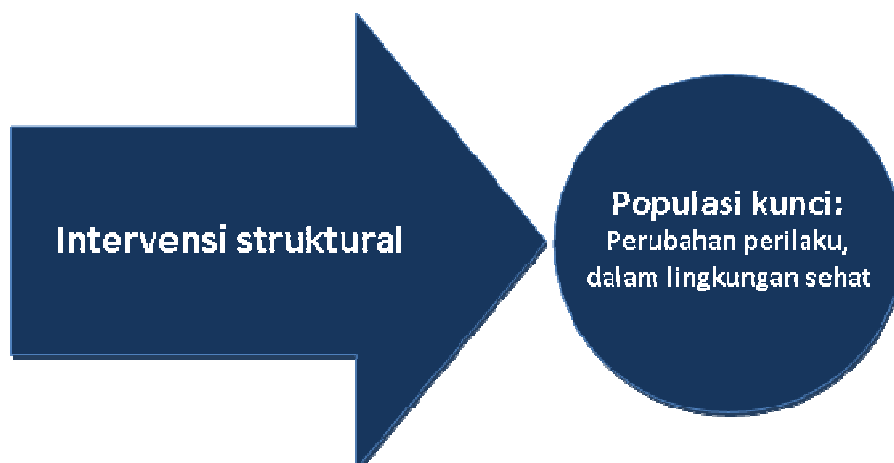 Intervensi struktural
Populasi kunci:
Perubahan perilaku,
dalam lingkungan sehat